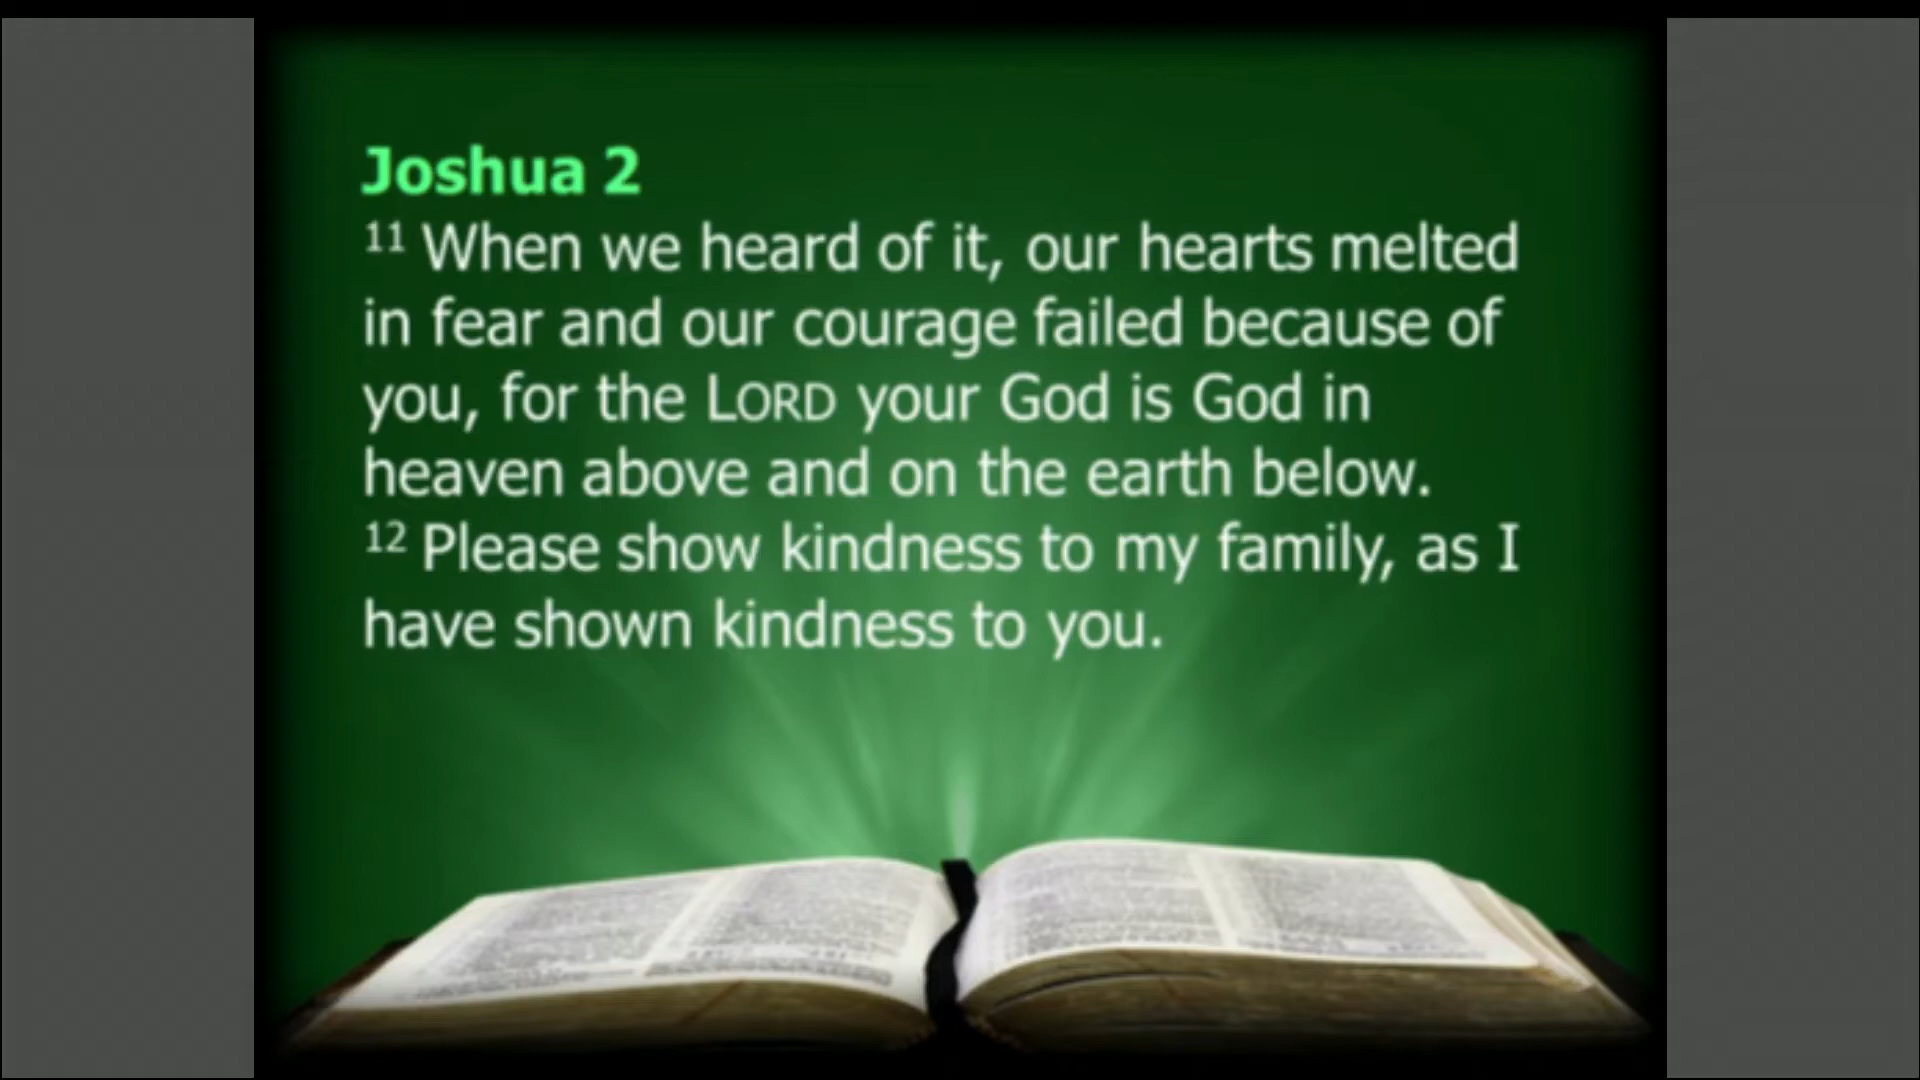 Joshua 2
11 When we heard of it, our hearts melted
in fear and our courage failed because of
you, for the LORD your God is God in
heaven above and on the earth below.
12 Please show kindness to my family, as I
have shown kindness to you.